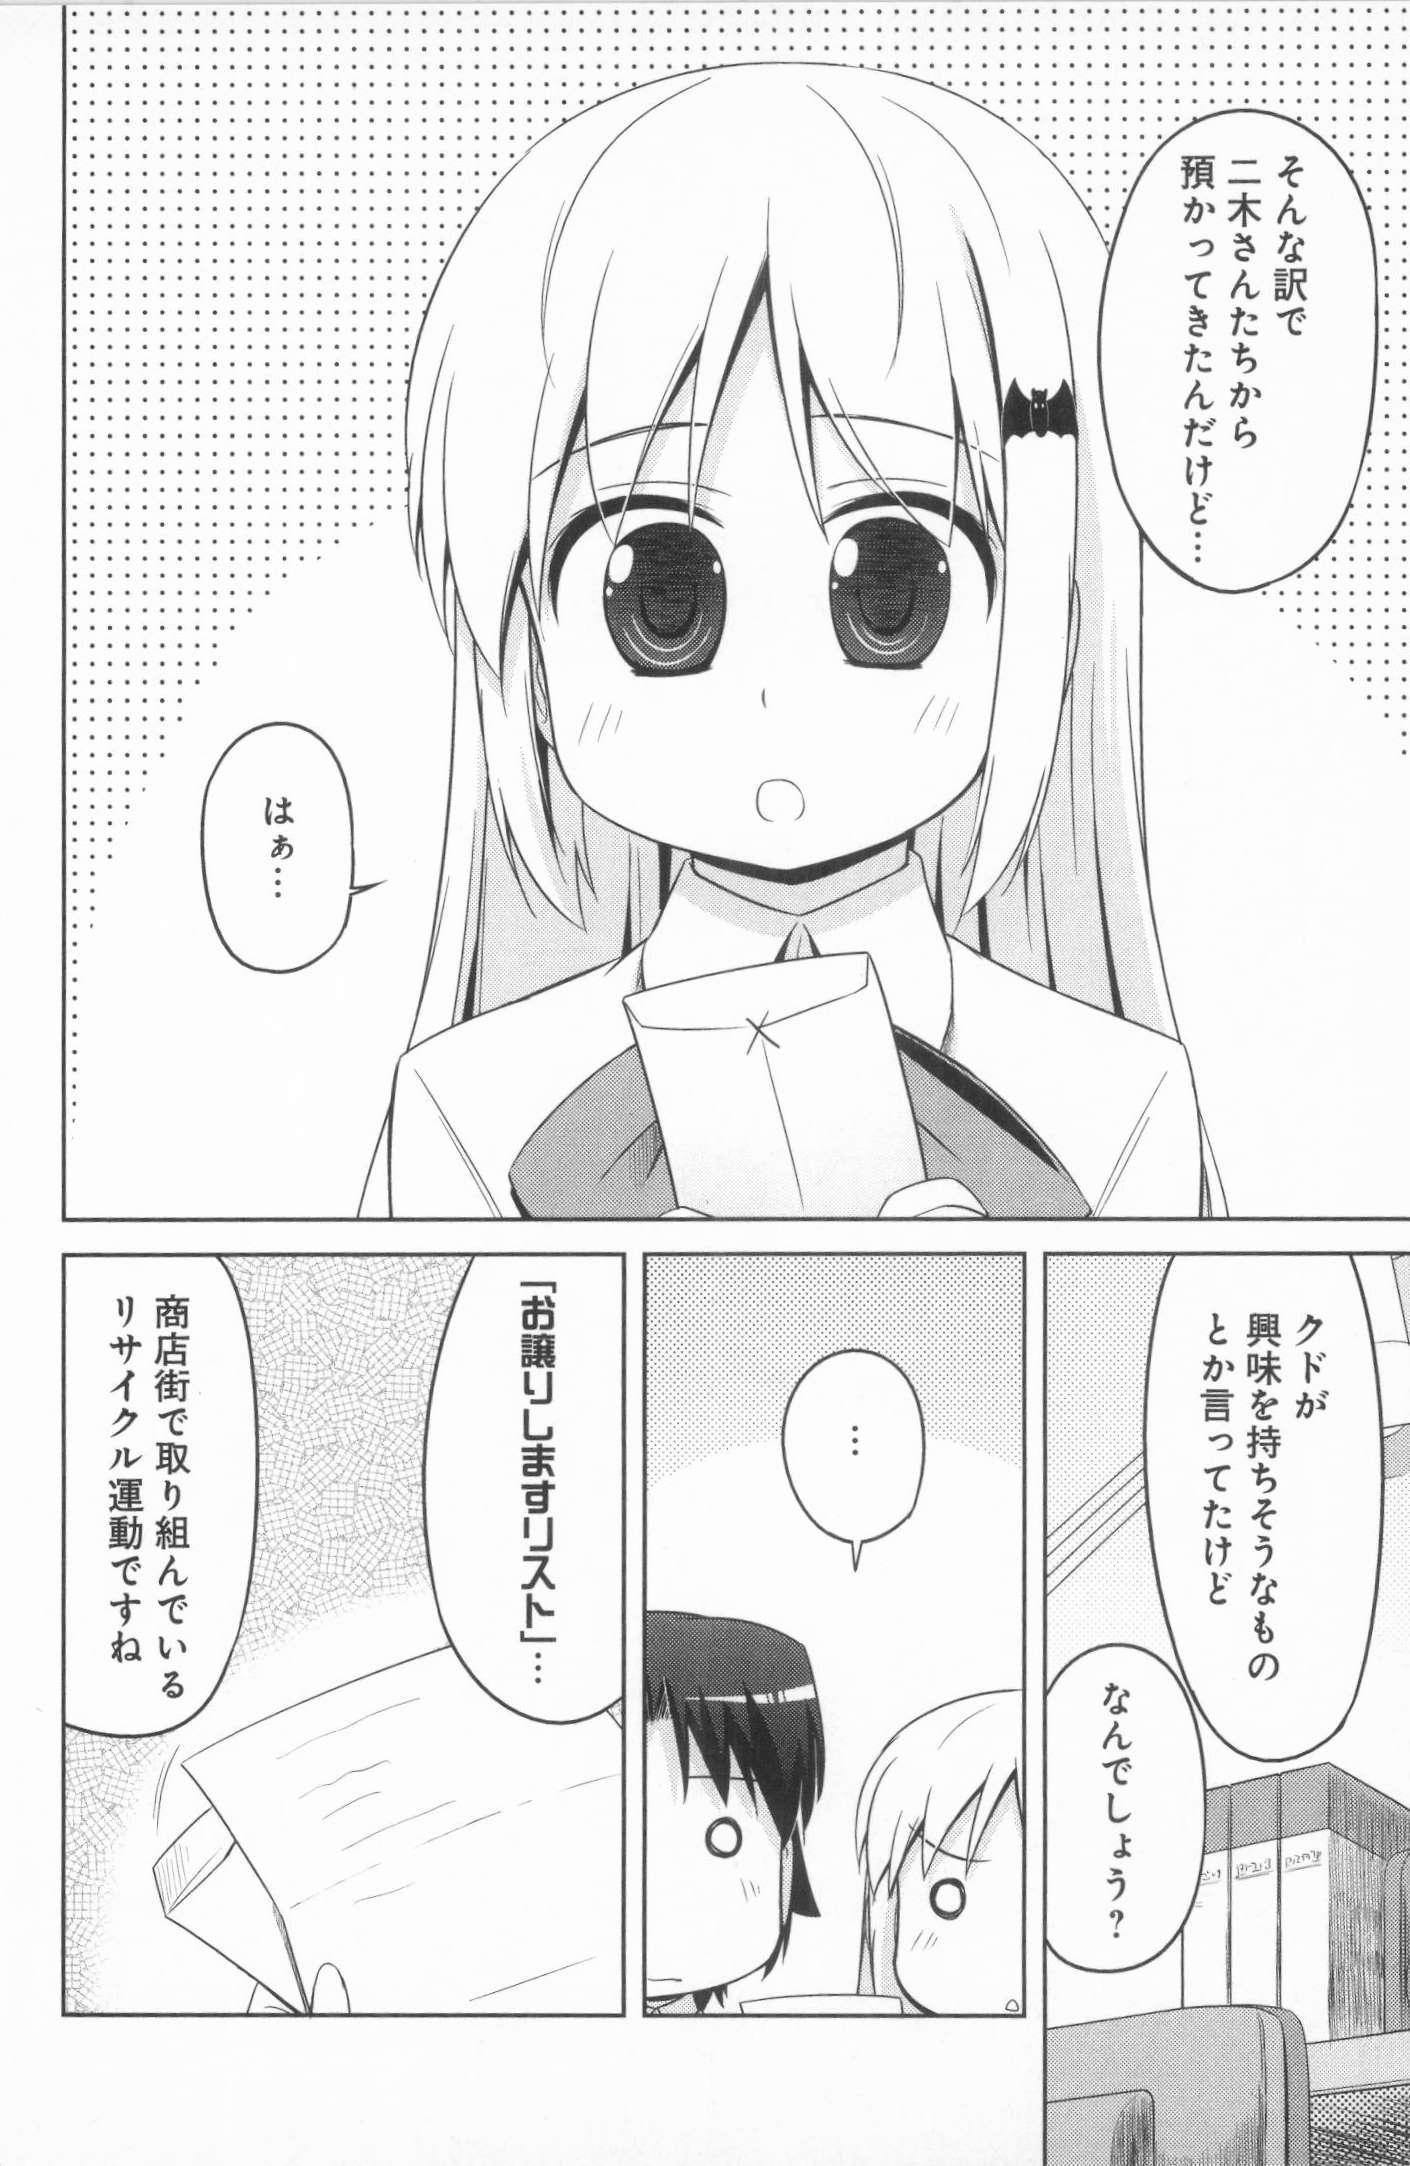 そんな訳で
二木さんたちから
預かってきたんだけど…
はぁ…
クドが
興味を持ちそうなもの
とか言ってたけど
なんでしょう?
…
「お譲りしますリスト」…
商店街で取り組んでいる
リサイクル運動ですね